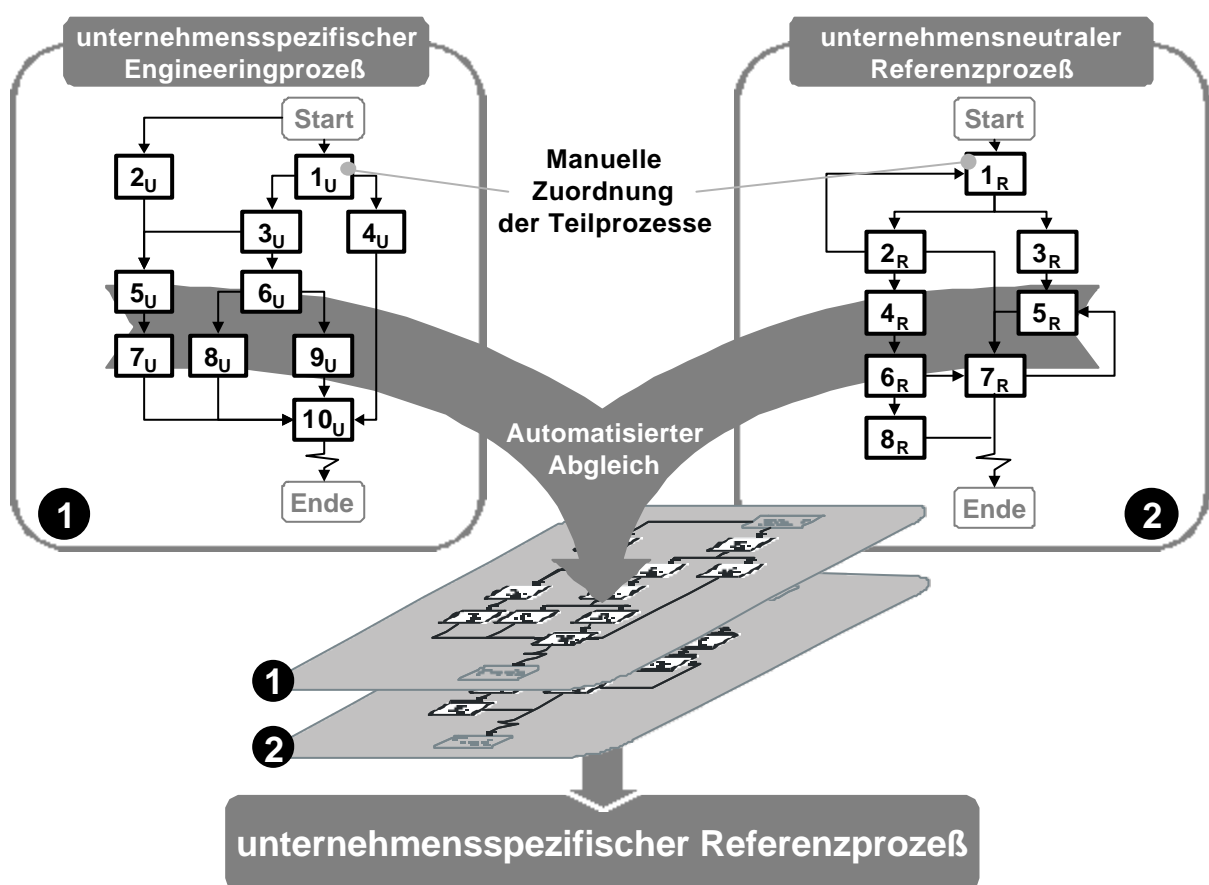 unternehmensspezifischer
Engineeringprozeß
Start
2U
1U
3U
4U
5U
6U
7U
8U
9U
10U
Ende
1
Manuelle
Zuordnung
der Teilprozesse
unternehmensneutraler
Referenzprozeß
Start
1R
2R
3R
4R
5R
6R
7R
8R
Ende
2
Automatisierter
Abgleich
1
2
unternehmensspezifischer Referenzprozeß